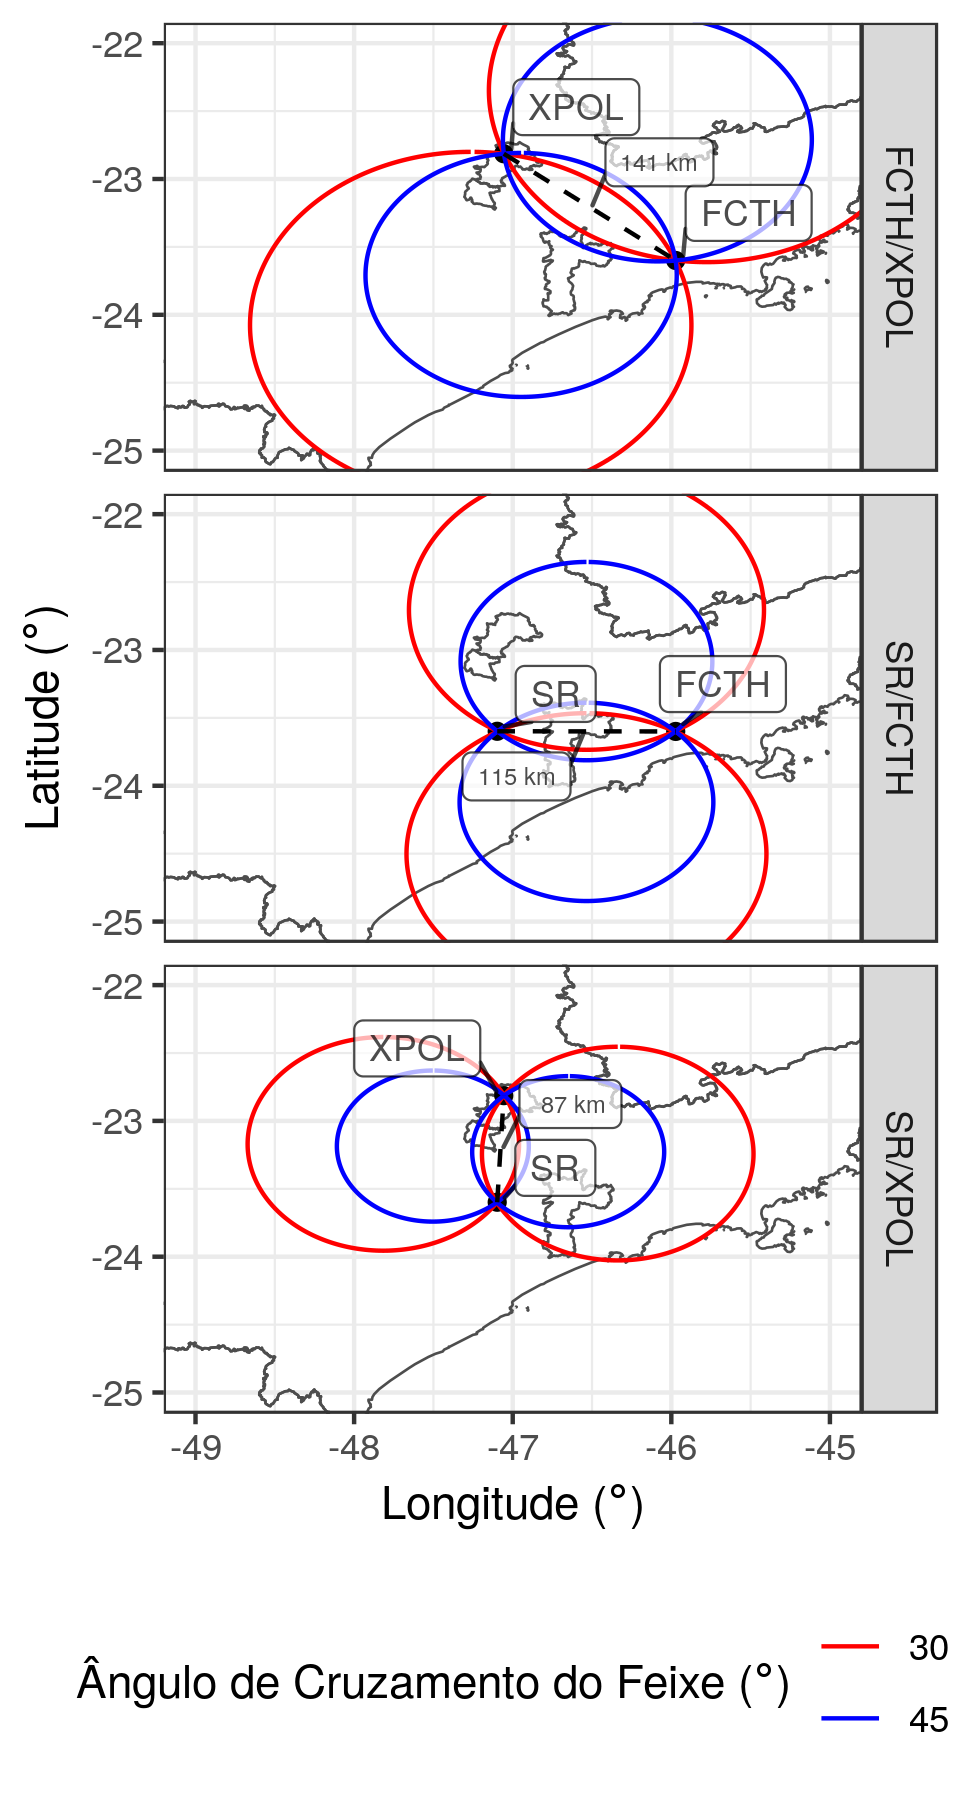 -22
-23
-24
-25
XPOL
141 km
FCTH
FCTH/XPOL
-22
-23
-24
-25
SR
FCTH
115 km
SR/FCTH
-22
-23
-24
-25
XPOL
87 km
SR
SR/XPOL
Latitude (°)
-49 -48 -47 -46 -45
Longitude (°)
Ângulo de Cruzamento do Feixe (°)
30
45